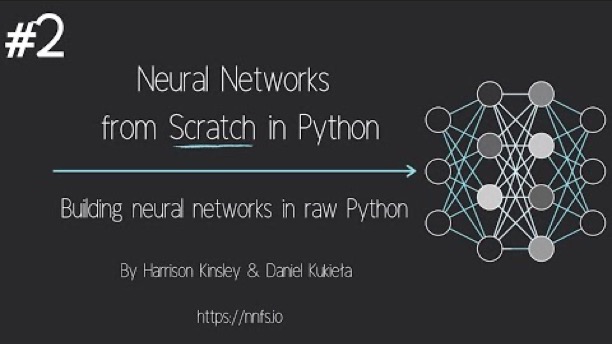 #2
Neural Networks
from Scratch in Python
Building neural networks in raw Python
By Harrison Kinsley & Daniel Kukieła
https://nnfs.io